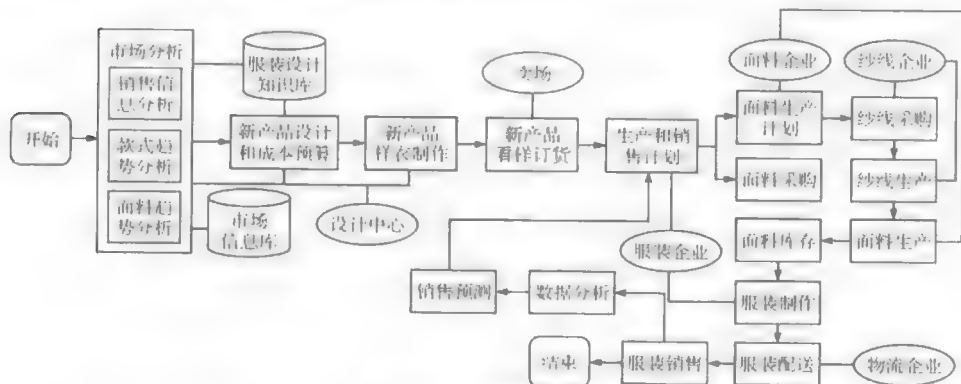 市场分析
销售信
息分析
款式趋
势分析
面料趋
势分析
开始
服装设计
知识库
新产品设计
和成本预算
市场
信息库
新产品
样衣制作
设计中心
卖场
新产品
看样订货
生产和销
售计划
面料企业
纱线企业
面料生产
计划
纱线采购
面料采购
纱线生产
面料库存
面料生产
服装企业
销售预测
数据分析
服装制作
结束
服装销售
服装配送
物流企业